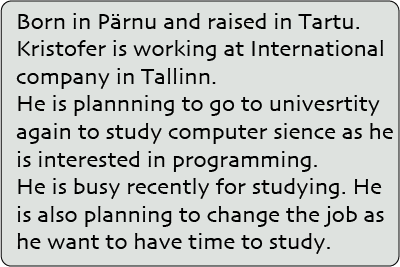 Born in Pärnu and raised in Tartu.
Kristofer is working at International
company in Tallinn.
He is plannning to go to univesrtity
again to study computer sience as he
is interested in programming.
He is busy recently for studying. He
is also planning to change the job as
he want to have time to study.